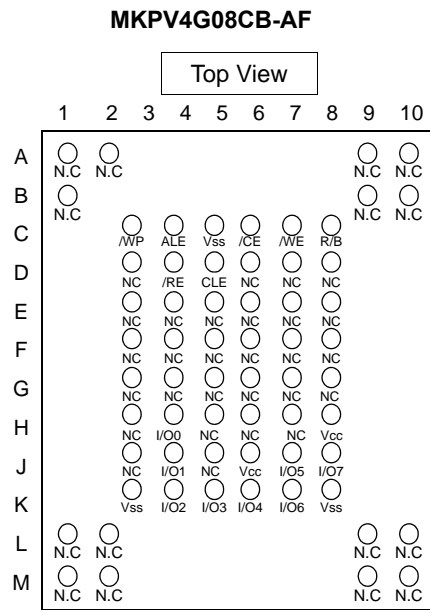 MKPV4G08CB-AF
Top View
1 2 3 4 5 6 7 8 9 10
A
N.C N.C N.C N.C
B
N.C N.C N.C
C
/WP ALE Vss /CE /WE R/B
D
NC /RE CLE NC NC NC
E
NC NC NC NC NC NC
F
NC NC NC NC NC NC
G
NC NC NC NC NC NC
H
NC I/O0 NC NC NC Vcc
J
NC I/O1 NC Vcc I/O5 I/O7
K
Vss I/O2 I/O3 I/O4 I/O6 Vss
L
N.C N.C N.C N.C
M
N.C N.C N.C N.C